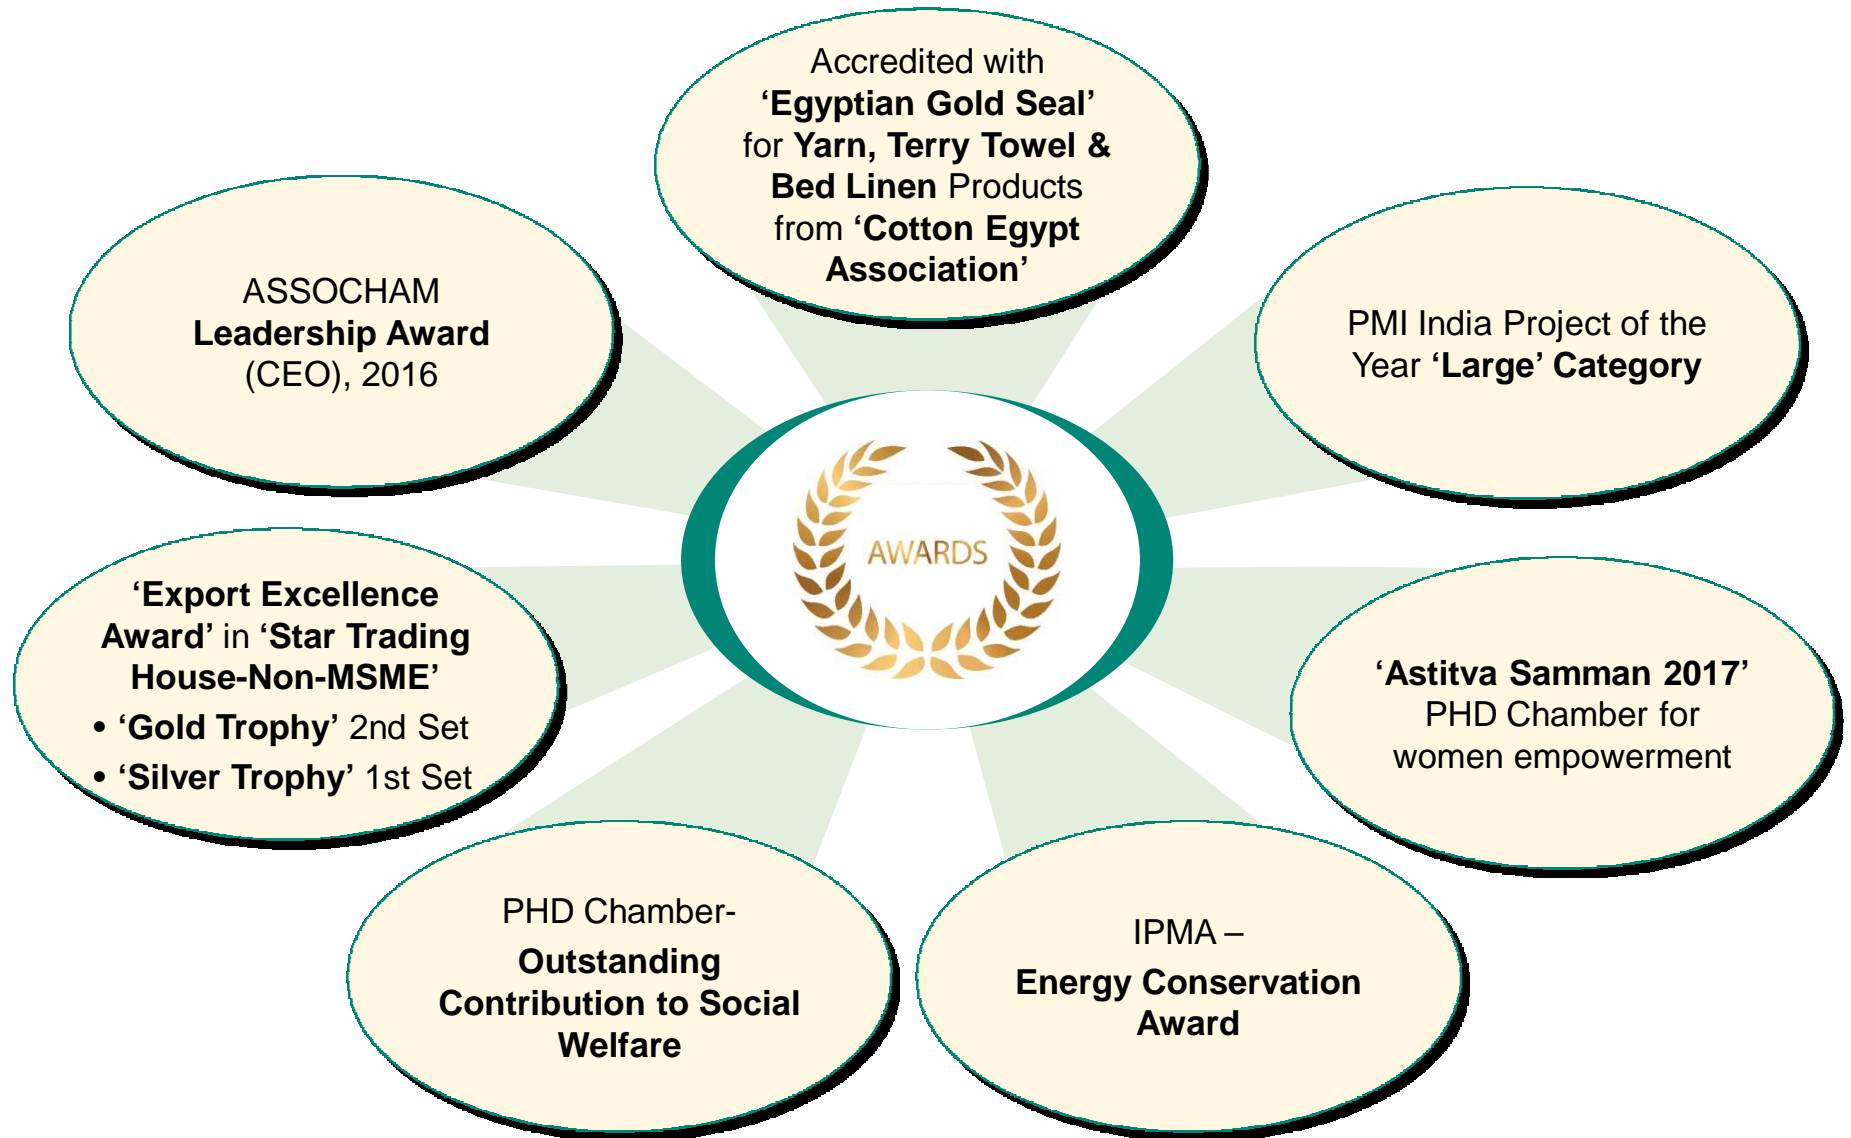 Accredited with
‘Egyptian Gold Seal’
for Yarn, Terry Towel &
Bed Linen Products
from ‘Cotton Egypt
Association’
ASSOCHAM
Leadership Award
(CEO), 2016
PMI India Project of the
Year ‘Large’ Category
AWARDS
‘Export Excellence
Award’ in ‘Star Trading
House-Non-MSME’
• ‘Gold Trophy’ 2nd Set
• ‘Silver Trophy’ 1st Set
‘Astitva Samman 2017’
PHD Chamber for
women empowerment
PHD Chamber-
Outstanding
Contribution to Social
Welfare
IPMA –
Energy Conservation
Award